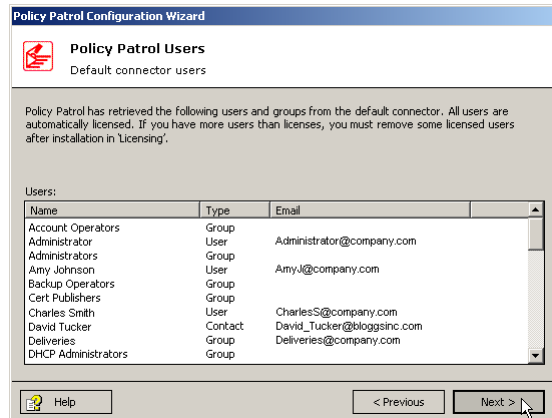 Policy Patrol Configuration Wizard
Policy Patrol Users
Default connector users
Policy Patrol has retrieved the following users and groups from the default connector. All users are
automatically licensed. If you have more users than licenses, you must remove some licensed users
after installation in 'Licensing'.
Users:
Name Type Email
Account Operators Group
Administrator User Administrator@company.com
Administrators Group
Amy Johnson User AmyJ@company.com
Backup Operators Group
Cert Publishers Group
Charles Smith User CharlesS@company.com
David Tucker Contact David_Tucker@bloggsinc.com
Deliveries Group Deliveries@company.com
DHCP Administrators Group
Help < Previous Next >